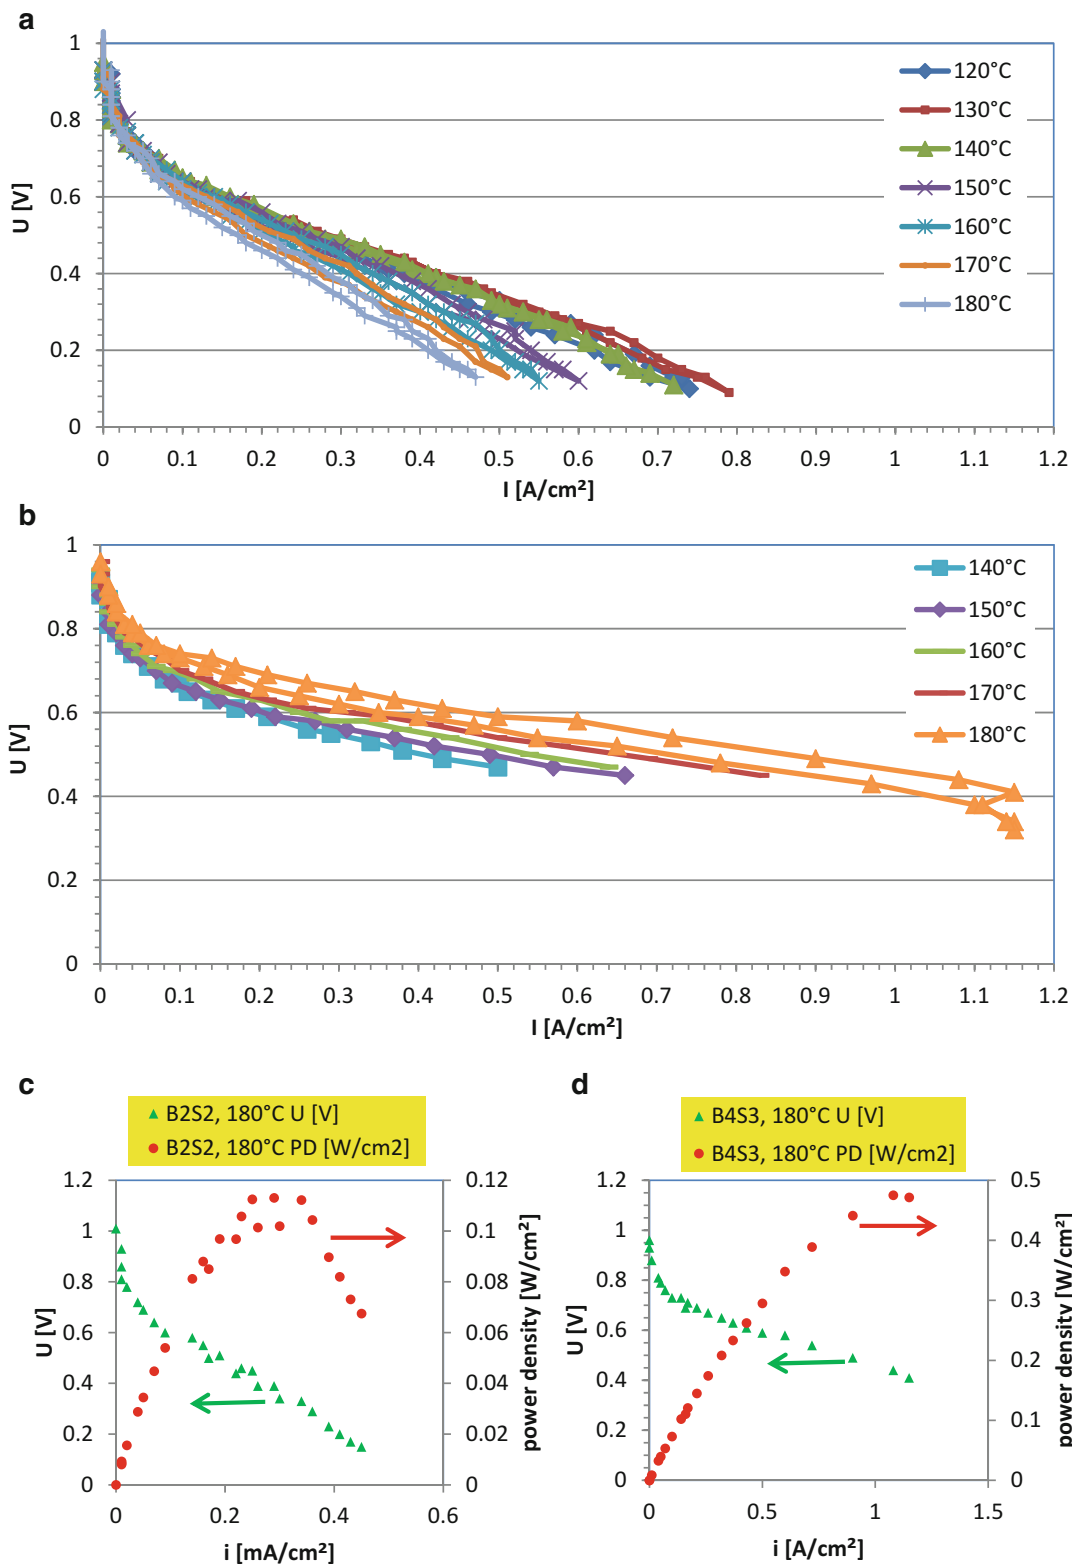 a
1
0.8
0.6
0.4
0.2
0
U [V]
0 0.1 0.2 0.3 0.4 0.5 0.6 0.7 0.8 0.9 1 1.1 1.2
I [A/cm²]
120°C
130°C
140°C
150°C
160°C
170°C
180°C
b
1
0.8
0.6
0.4
0.2
0
U [V]
0 0.1 0.2 0.3 0.4 0.5 0.6 0.7 0.8 0.9 1 1.1 1.2
I [A/cm²]
140°C
150°C
160°C
170°C
180°C
c
B2S2, 180°C U [V]
B2S2, 180°C PD [W/cm2]
1.2
1
0.8
0.6
0.4
0.2
0
U [V]
0.12
0.1
0.08
0.06
0.04
0.02
0
power density [W/cm²]
0 0.2 0.4 0.6
i [mA/cm²]
d
B4S3, 180°C U [V]
B4S3, 180°C PD [W/cm2]
1.2
1
0.8
0.6
0.4
0.2
0
U [V]
0.5
0.4
0.3
0.2
0.1
0
power density [W/cm²]
0 0.5 1 1.5
i [A/cm²]